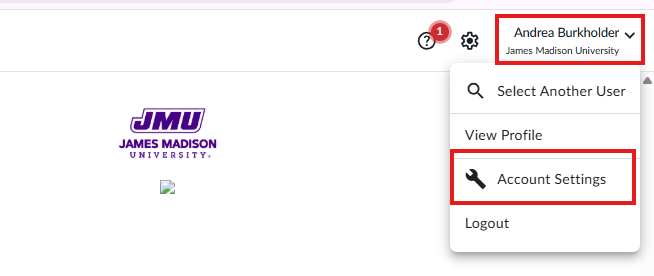 1
Andrea Burkholder
James Madison University
Select Another User
View Profile
Account Settings
Logout
JMU
JAMES MADISON
UNIVERSITY®